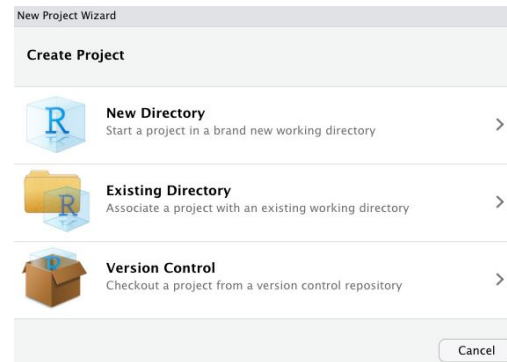 New Project Wizard
Create Project
R
New Directory
Start a project in a brand new working directory
R
Existing Directory
Associate a project with an existing working directory
R
Version Control
Checkout a project from a version control repository
Cancel